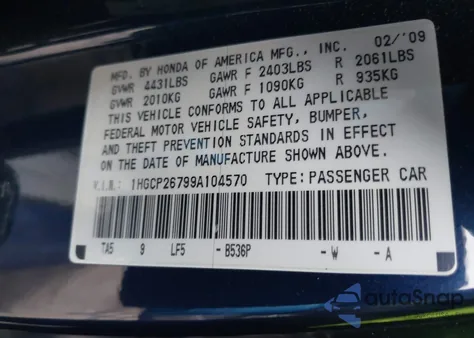 MFD. BY HONDA OF AMERICA MFG., INC. 02/'09
GVWR 4431LBS GAWR F 2403LBS R 2061LBS
GVWR 2010KG GAWR F 1090KG R 935KG
THIS VEHICLE CONFORMS TO ALL APPLICABLE
FEDERAL MOTOR VEHICLE SAFETY, BUMPER,
AND THEFT PREVENTION STANDARDS IN EFFECT
ON THE DATE OF MANUFACTURE SHOWN ABOVE.
V.I.N.: 1HGCP26799A104570 TYPE: PASSENGER CAR
TA5 9 LF5 -B536P -W -A
autoSnap